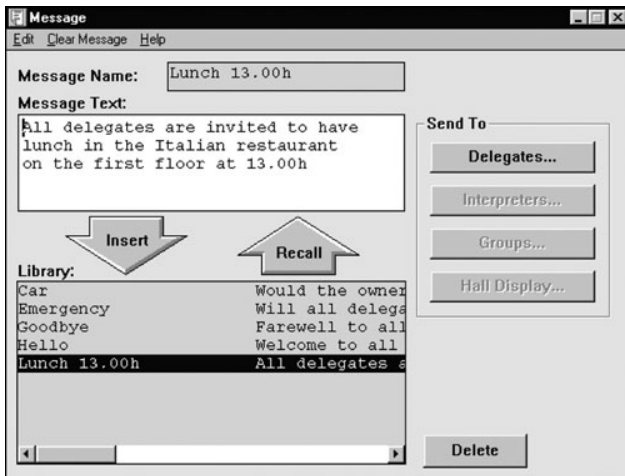 Message
Edit Clear Message Help
Message Name: Lunch 13.00h
Message Text:
All delegates are invited to have
lunch in the Italian restaurant
on the first floor at 13.00h
Send To
Delegates...
Interpreters...
Groups...
Hall Display...
Insert
Recall
Library:
Car Would the owner
Emergency Will all delega
Goodbye Farewell to all
Hello Welcome to all
Lunch 13.00h All delegates a
Delete